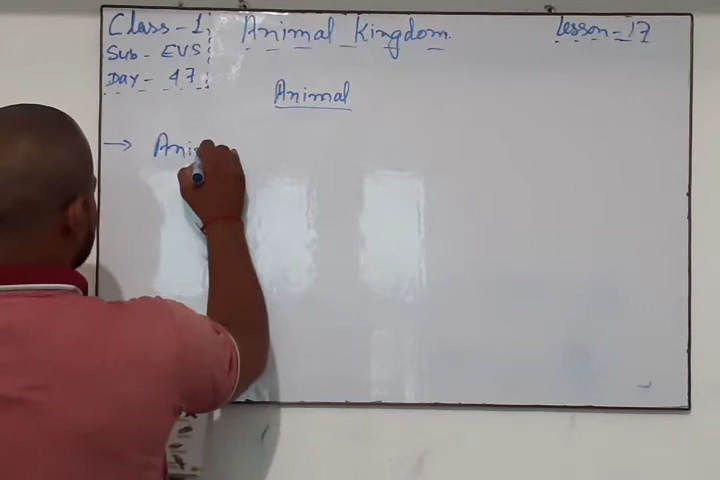 Class - 1, Animal Kingdom. Lesson - 17
Sub - EVS
Day - 47
Animal
→ Ani